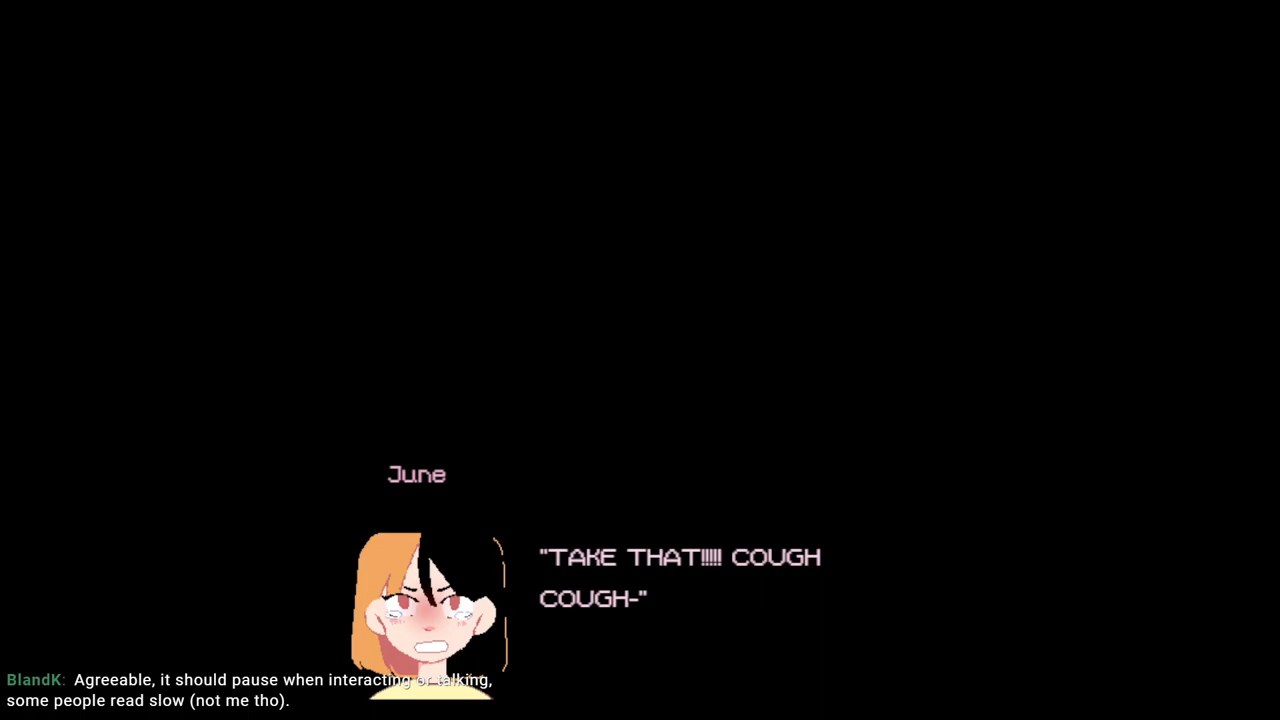 June
"TAKE THAT!!!!! COUGH
COUGH-"
BlandK: Agreeable, it should pause when interacting or talking,
some people read slow (not me tho).